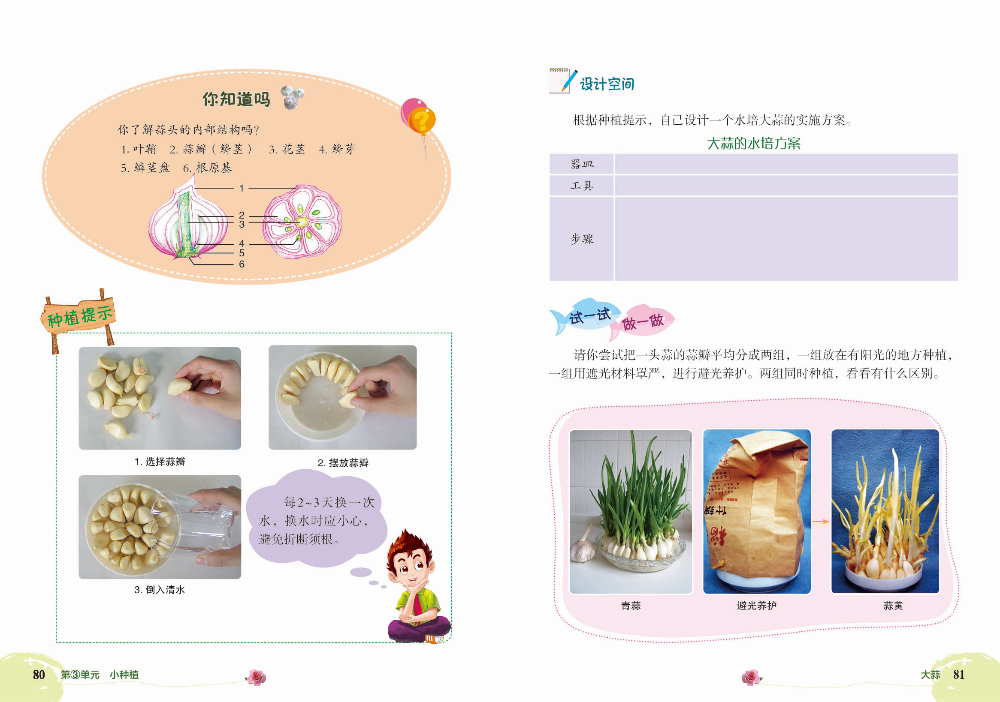 你知道吗
你了解蒜头的内部结构吗?
1. 叶鞘 2. 蒜瓣（鳞茎） 3. 花茎 4. 鳞芽
5. 鳞茎盘 6. 根原基
1
2
3
4
5
6
种植提示
1. 选择蒜瓣
2. 摆放蒜瓣
3. 倒入清水
每2~3天换一次
水，换水时应小心，
避免折断须根。
80 第③单元 小种植
设计空间
根据种植提示，自己设计一个水培大蒜的实施方案。
大蒜的水培方案
器皿
工具
步骤
试一试
做一做
请你尝试把一头蒜的蒜瓣平均分成两组，一组放在有阳光的地方种植，
一组用遮光材料罩严，进行避光养护。两组同时种植，看看有什么区别。
青蒜
避光养护
蒜黄
大蒜 81